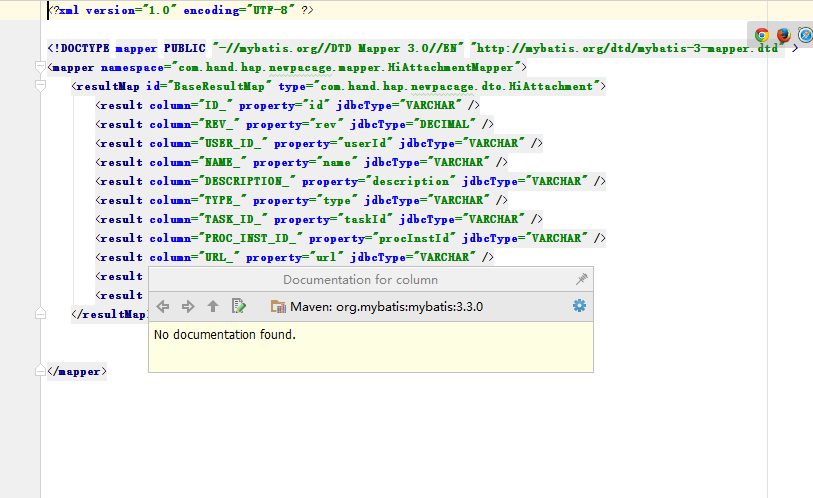 <?xml version="1.0" encoding="UTF-8" ?>
<!DOCTYPE mapper PUBLIC "-//mybatis.org//DTD Mapper 3.0//EN" "http://mybatis.org/dtd/mybatis-3-mapper.dtd" >
<mapper namespace="com.hand.hap.newpacage.mapper.HiAttachmentMapper">
<resultMap id="BaseResultMap" type="com.hand.hap.newpacage.dto.HiAttachment">
<result column="ID_" property="id" jdbcType="VARCHAR" />
<result column="REV_" property="rev" jdbcType="DECIMAL" />
<result column="USER_ID_" property="userId" jdbcType="VARCHAR" />
<result column="NAME_" property="name" jdbcType="VARCHAR" />
<result column="DESCRIPTION_" property="description" jdbcType="VARCHAR" />
<result column="TYPE_" property="type" jdbcType="VARCHAR" />
<result column="TASK_ID_" property="taskId" jdbcType="VARCHAR" />
<result column="PROC_INST_ID_" property="procInstId" jdbcType="VARCHAR" />
<result column="URL_" property="url" jdbcType="VARCHAR" />
<result
<result
</resultMap
Documentation for column
Maven: org.mybatis:mybatis:3.3.0
No documentation found.
</mapper>